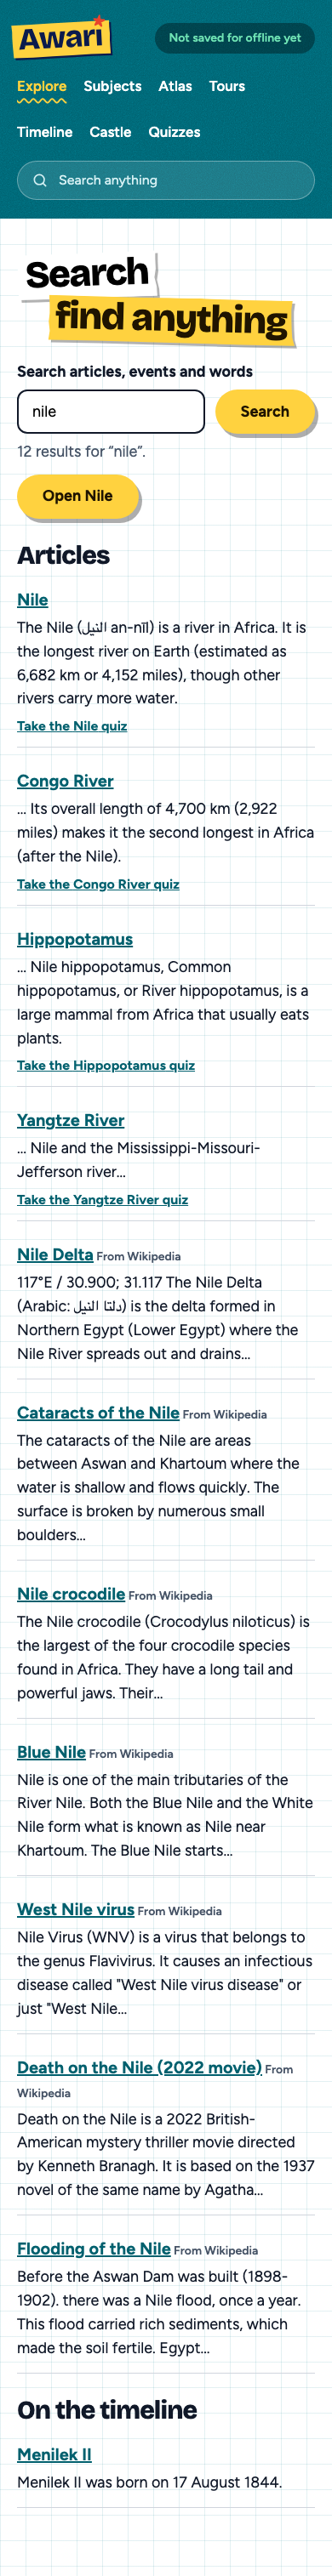 Awari
Not saved for offline yet
Explore Subjects Atlas Tours
Timeline Castle Quizzes
Search anything
Search
find anything
Search articles, events and words
nile
Search
12 results for “nile”.
Open Nile
Articles
Nile
The Nile (النيل an-nīl) is a river in Africa. It is
the longest river on Earth (estimated as
6,682 km or 4,152 miles), though other
rivers carry more water.
Take the Nile quiz
Congo River
... Its overall length of 4,700 km (2,922
miles) makes it the second longest in Africa
(after the Nile).
Take the Congo River quiz
Hippopotamus
... Nile hippopotamus, Common
hippopotamus, or River hippopotamus, is a
large mammal from Africa that usually eats
plants.
Take the Hippopotamus quiz
Yangtze River
... Nile and the Mississippi-Missouri-
Jefferson river...
Take the Yangtze River quiz
Nile Delta From Wikipedia
117°E / 30.900; 31.117 The Nile Delta
(Arabic: دلتا النيل) is the delta formed in
Northern Egypt (Lower Egypt) where the
Nile River spreads out and drains...
Cataracts of the Nile From Wikipedia
The cataracts of the Nile are areas
between Aswan and Khartoum where the
water is shallow and flows quickly. The
surface is broken by numerous small
boulders...
Nile crocodile From Wikipedia
The Nile crocodile (Crocodylus niloticus) is
the largest of the four crocodile species
found in Africa. They have a long tail and
powerful jaws. Their...
Blue Nile From Wikipedia
Nile is one of the main tributaries of the
River Nile. Both the Blue Nile and the White
Nile form what is known as Nile near
Khartoum. The Blue Nile starts...
West Nile virus From Wikipedia
Nile Virus (WNV) is a virus that belongs to
the genus Flavivirus. It causes an infectious
disease called "West Nile virus disease" or
just "West Nile...
Death on the Nile (2022 movie) From
Wikipedia
Death on the Nile is a 2022 British-
American mystery thriller movie directed
by Kenneth Branagh. It is based on the 1937
novel of the same name by Agatha...
Flooding of the Nile From Wikipedia
Before the Aswan Dam was built (1898-
1902). there was a Nile flood, once a year.
This flood carried rich sediments, which
made the soil fertile. Egypt...
On the timeline
Menilek II
Menilek II was born on 17 August 1844.